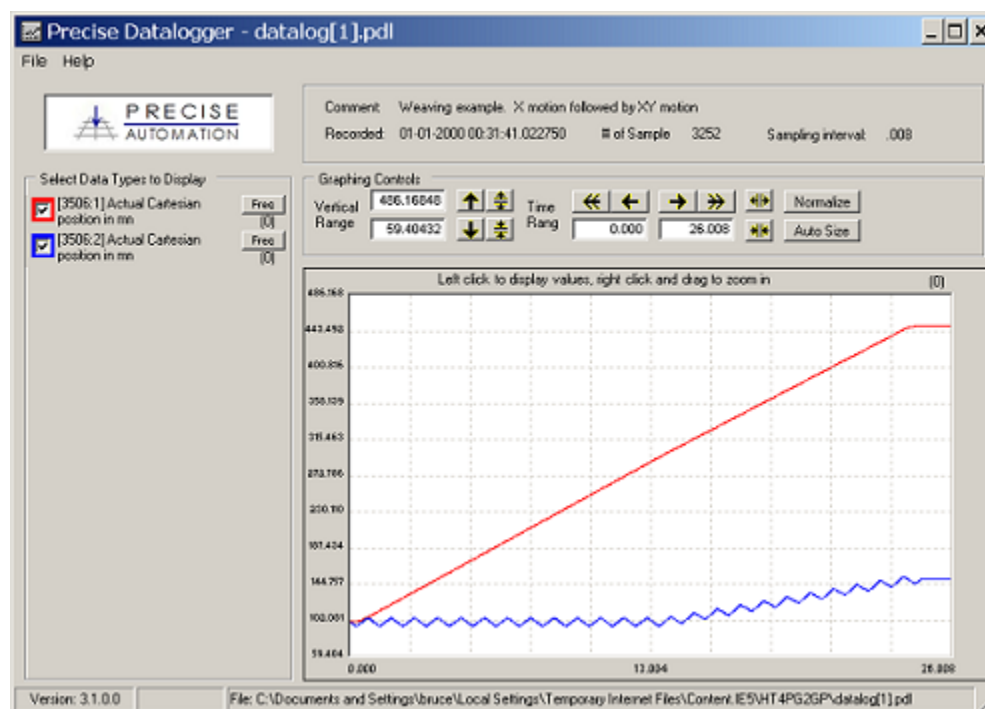 Precise Datalogger - datalog[1].pdl
File Help
PRECISE
AUTOMATION
Comment: Weaving example. X motion followed by XY motion
Recorded: 01-01-2000 00:31:41.022750 # of Sample 3252 Sampling interval: .008
Select Data Types to Display
[3506:1] Actual Cartesian
position in mn
Free
(0)
[3506:2] Actual Cartesian
position in mn
Free
(0)
Graphing Controls
Vertical
Range
486.16848
59.40432
Time
Rang
0.000
26.008
Normalize
Auto Size
Left click to display values, right click and drag to zoom in (0)
486.168
443.498
400.815
358.139
315.463
273.786
230.110
187.434
144.757
102.081
59.404
0.000 13.004 26.008
Version: 3.1.0.0
File: C:\Documents and Settings\bruce\Local Settings\Temporary Internet Files\Content.IE5\HT4PG2GP\datalog[1].pdl